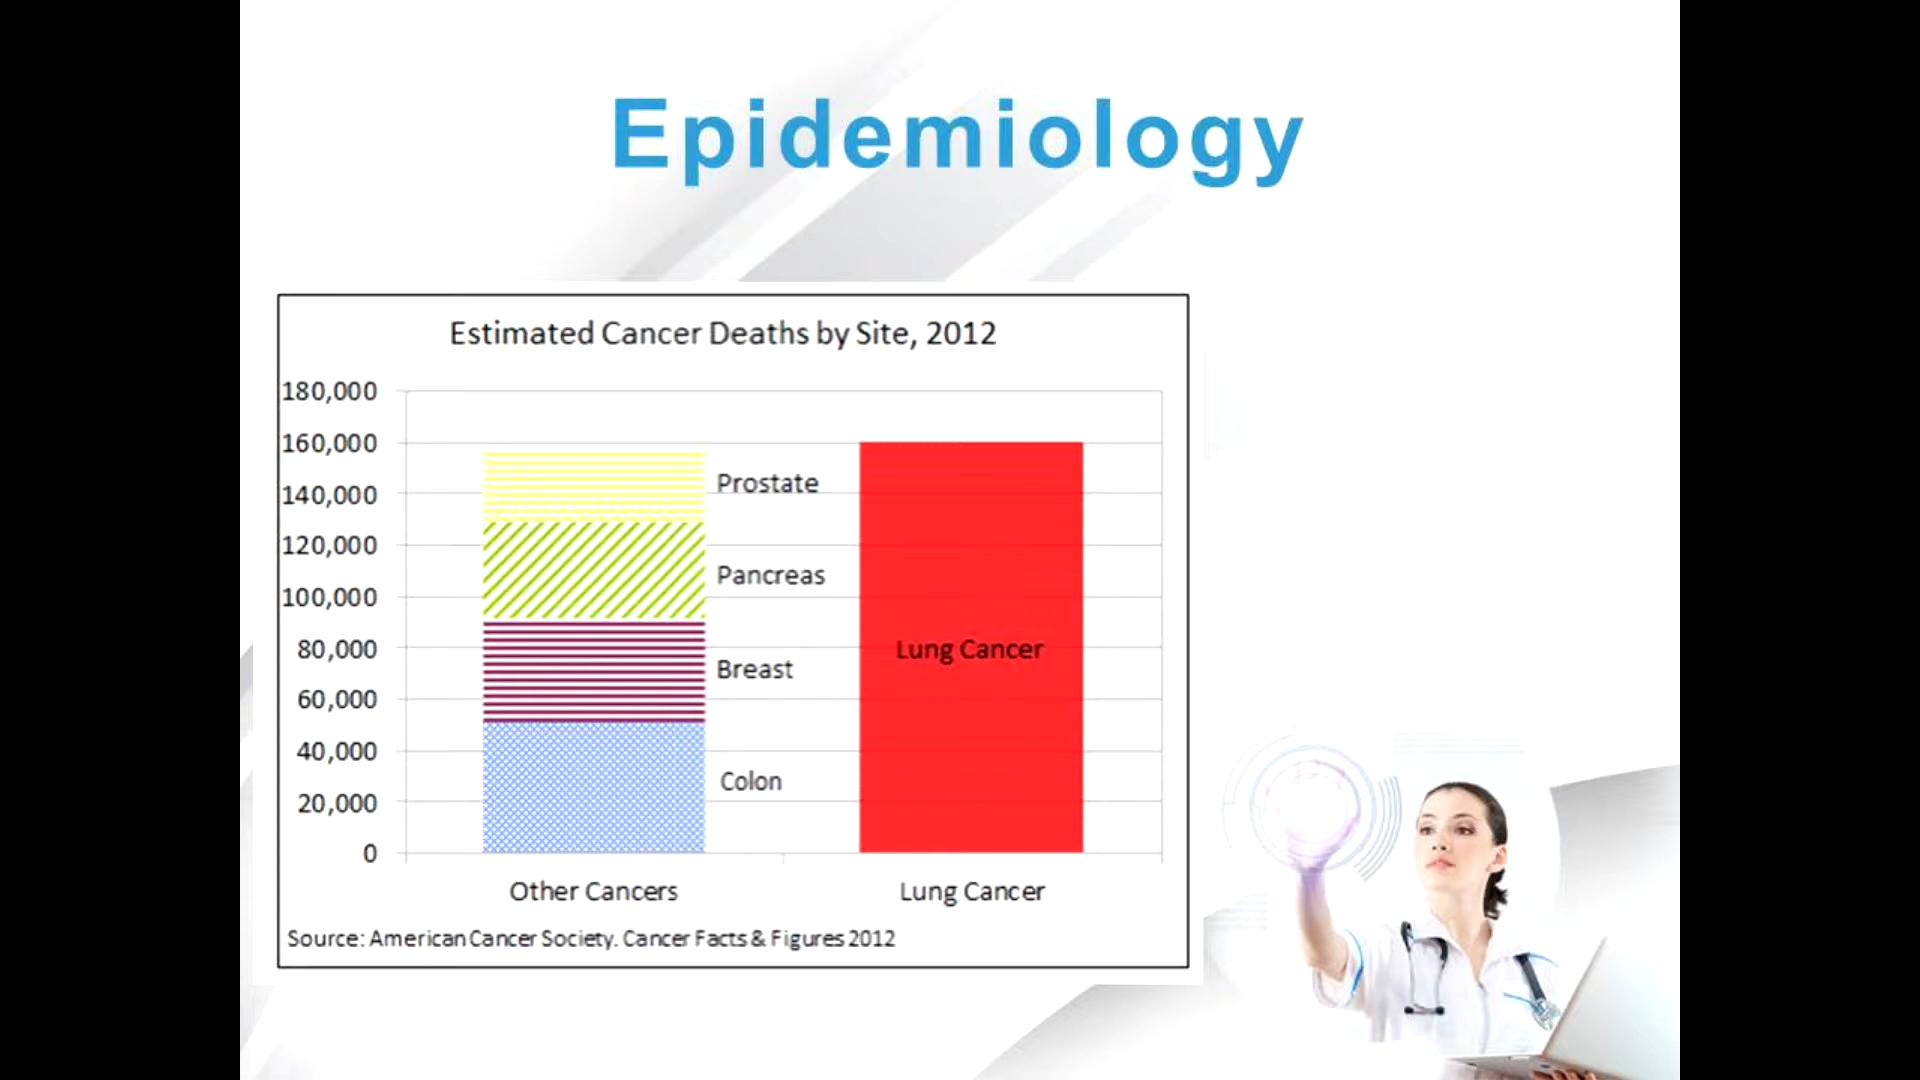 Epidemiology
Estimated Cancer Deaths by Site, 2012
180,000
160,000
140,000
120,000
100,000
80,000
60,000
40,000
20,000
0
Prostate
Pancreas
Breast
Colon
Lung Cancer
Other Cancers
Lung Cancer
Source: American Cancer Society. Cancer Facts & Figures 2012